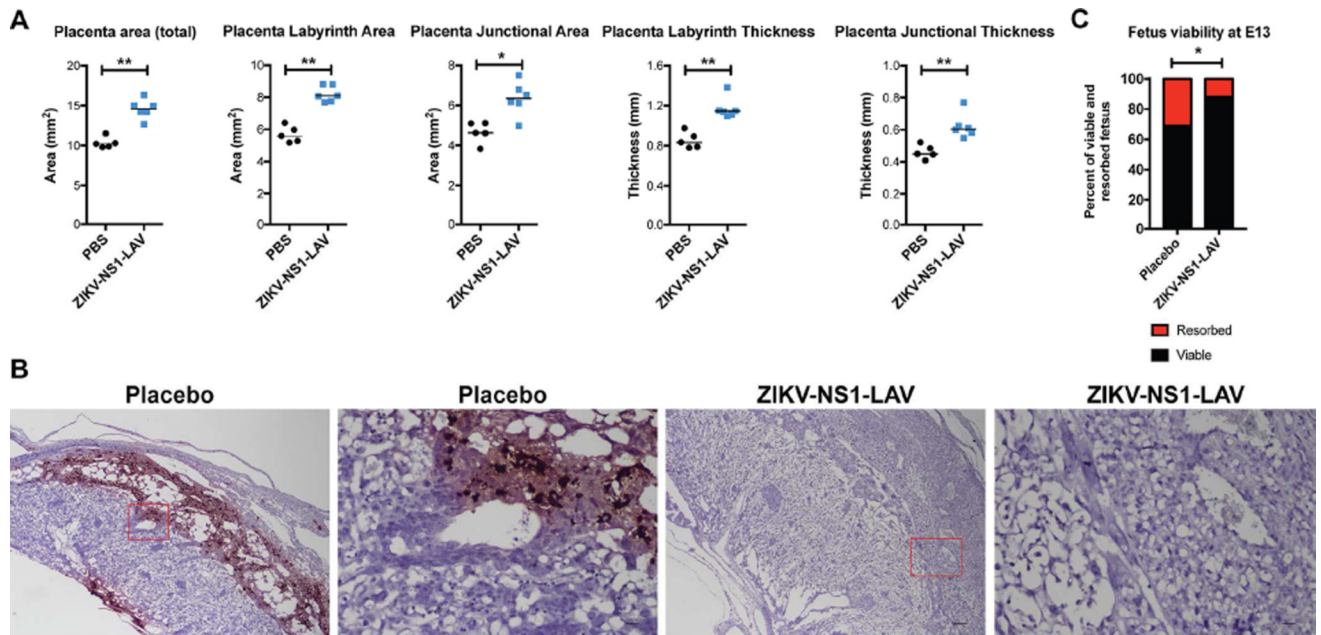 A
Placenta area (total)
**
Area (mm²)
20
15
10
5
0
PBS
ZIKV-NS1-LAV
Placenta Labyrinth Area
**
Area (mm²)
10
8
6
4
2
0
PBS
ZIKV-NS1-LAV
Placenta Junctional Area
*
Area (mm²)
8
6
4
2
0
PBS
ZIKV-NS1-LAV
Placenta Labyrinth Thickness
**
Thickness (mm)
1.6
1.2
0.8
0.4
0.0
PBS
ZIKV-NS1-LAV
Placenta Junctional Thickness
**
Thickness (mm)
1.0
0.8
0.6
0.4
0.2
0.0
PBS
ZIKV-NS1-LAV
C
Fetus viability at E13
*
Percent of viable and
resorbed fetsus
100
80
60
40
20
0
Placebo
ZIKV-NS1-LAV
Resorbed
Viable
B
Placebo
Placebo
ZIKV-NS1-LAV
ZIKV-NS1-LAV